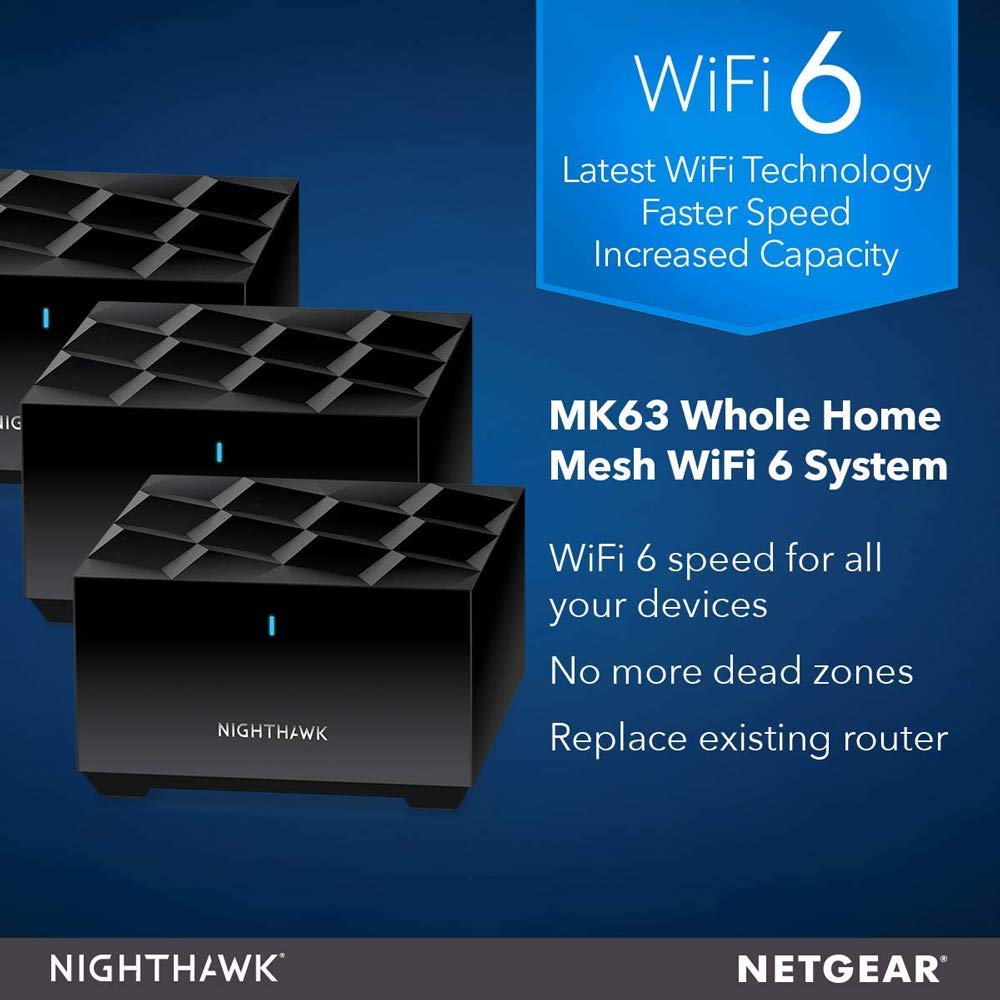 WiFi 6
Latest WiFi Technology
Faster Speed
Increased Capacity
MK63 Whole Home
Mesh WiFi 6 System
WiFi 6 speed for all
your devices
No more dead zones
Replace existing router
NIGHTHAWK
NIGHTHAWK®
NETGEAR®